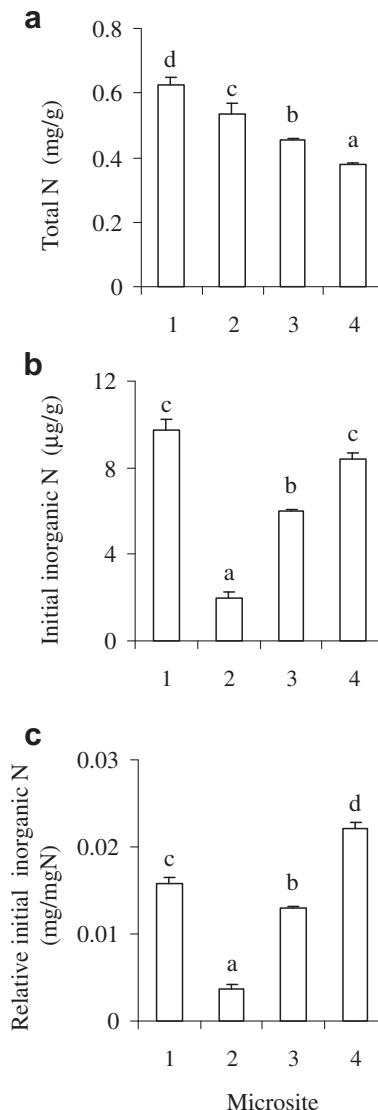 a
Total N (mg/g)
0.8
0.6
0.4
0.2
0
d
c
b
a
1 2 3 4
b
Initial inorganic N (μg/g)
12
8
4
0
c
a
b
c
1 2 3 4
c
Relative initial inorganic N
(mg/mgN)
0.03
0.02
0.01
0
c
a
b
d
1 2 3 4
Microsite